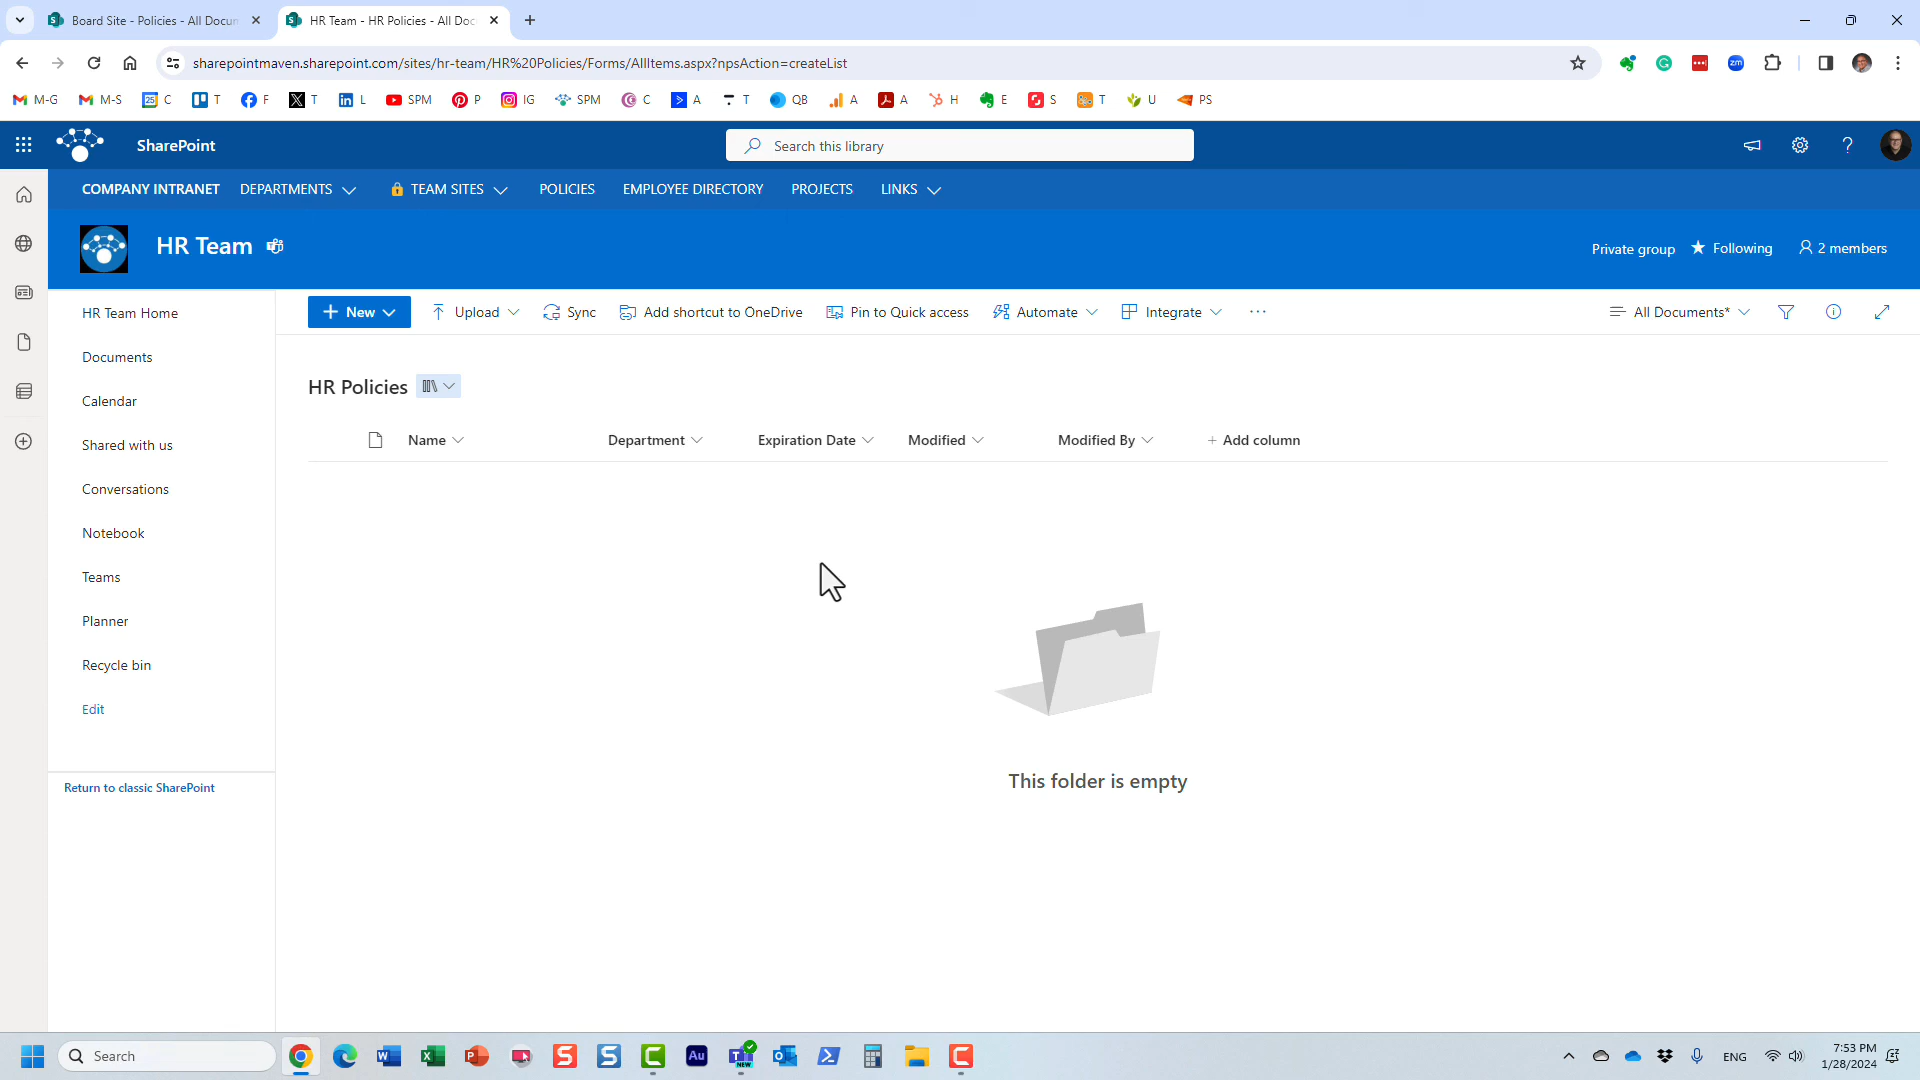 Board Site - Policies - All Docum
HR Team - HR Policies - All Doc
sharepointmaven.sharepoint.com/sites/hr-team/HR%20Policies/Forms/AllItems.aspx?npsAction=createList
M-G
M-S
C
T
F
T
L
SPM
P
IG
SPM
C
A
T
QB
A
A
H
E
S
T
U
PS
SharePoint
Search this library
COMPANY INTRANET
DEPARTMENTS
TEAM SITES
POLICIES
EMPLOYEE DIRECTORY
PROJECTS
LINKS
HR Team
Private group
Following
2 members
HR Team Home
Documents
Calendar
Shared with us
Conversations
Notebook
Teams
Planner
Recycle bin
Edit
Return to classic SharePoint
New
Upload
Sync
Add shortcut to OneDrive
Pin to Quick access
Automate
Integrate
All Documents*
HR Policies
Name
Department
Expiration Date
Modified
Modified By
Add column
This folder is empty
Search
ENG
7:53 PM
1/28/2024